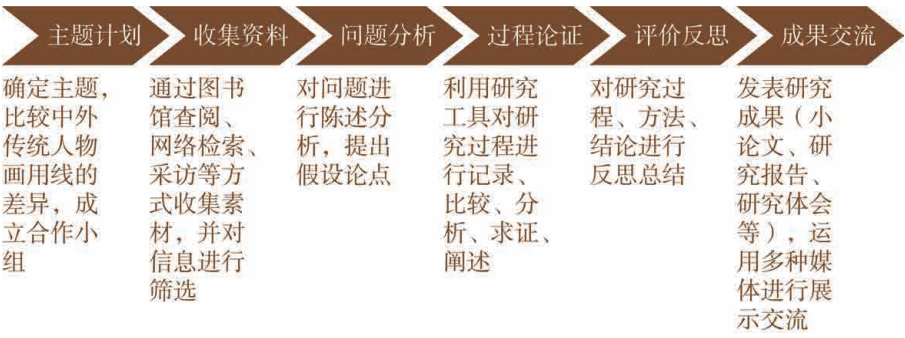 主题计划
收集资料
问题分析
过程论证
评价反思
成果交流
确定主题，
比较中外
传统人物
画用线的
差异，成
立合作小
组
通过图书
馆查阅、
网络检索、
采访等方
式收集素
材，并对
信息进行
筛选
对问题进
行陈述分
析，提出
假设论点
利用研究
工具对研
究过程进
行记录、
比较、分
析、求证、
阐述
对研究过
程、方法、
结论进行
反思总结
发表研究
成果（小
论文、研
究报告、
研究体会
等），运
用多种媒
体进行展
示交流